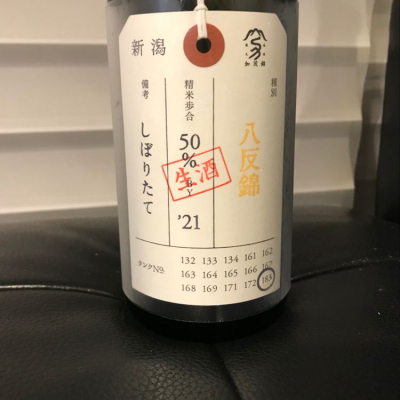 新潟
加茂錦
種別
八反錦
精米歩合
50%
BY
'21
生酒
備考
しぼりたて
タンクNo.
132 133 134 161 162
163 164 165 166 167
168 169 171 172 183